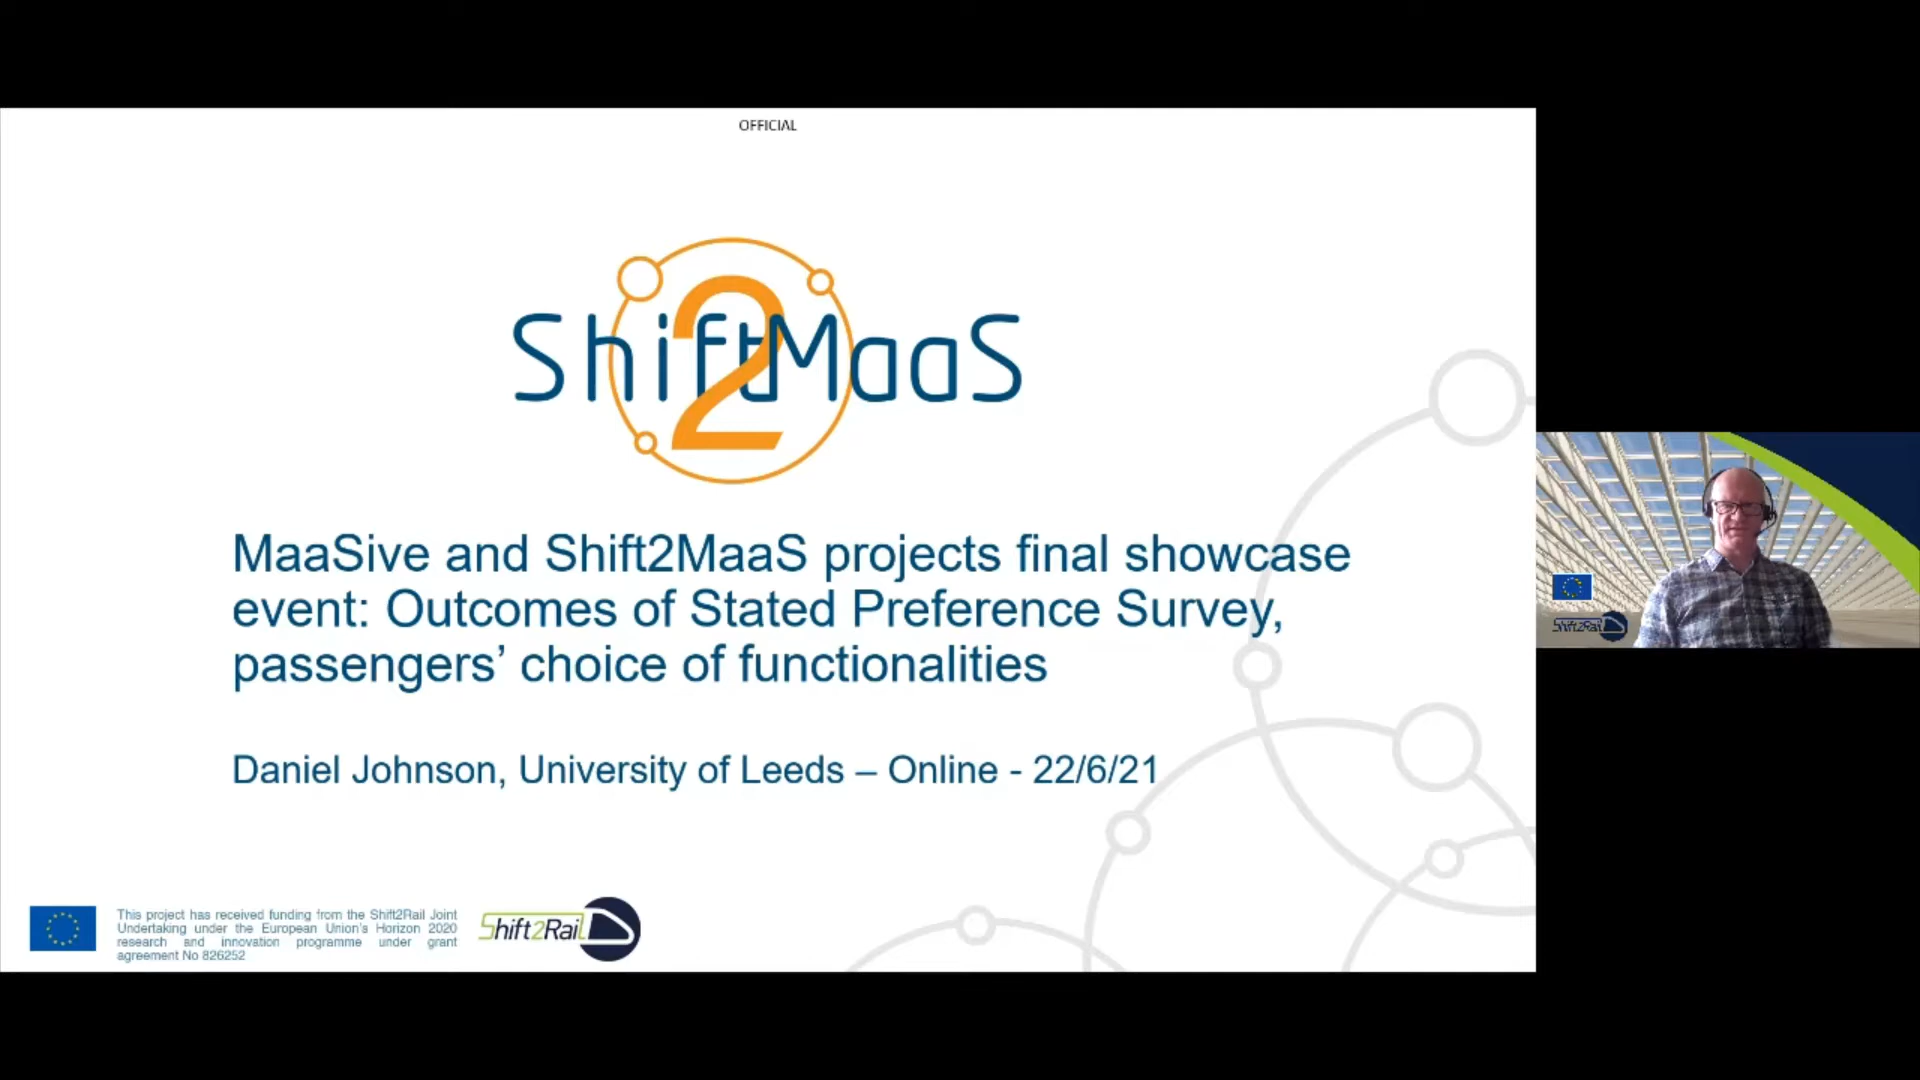 OFFICIAL
Shift2MaaS
MaaSive and Shift2MaaS projects final showcase
event: Outcomes of Stated Preference Survey,
passengers’ choice of functionalities
Daniel Johnson, University of Leeds – Online - 22/6/21
This project has received funding from the Shift2Rail Joint
Undertaking under the European Union's Horizon 2020
research and innovation programme under grant
agreement No 826252
Shift2Rail
Shift2Rail